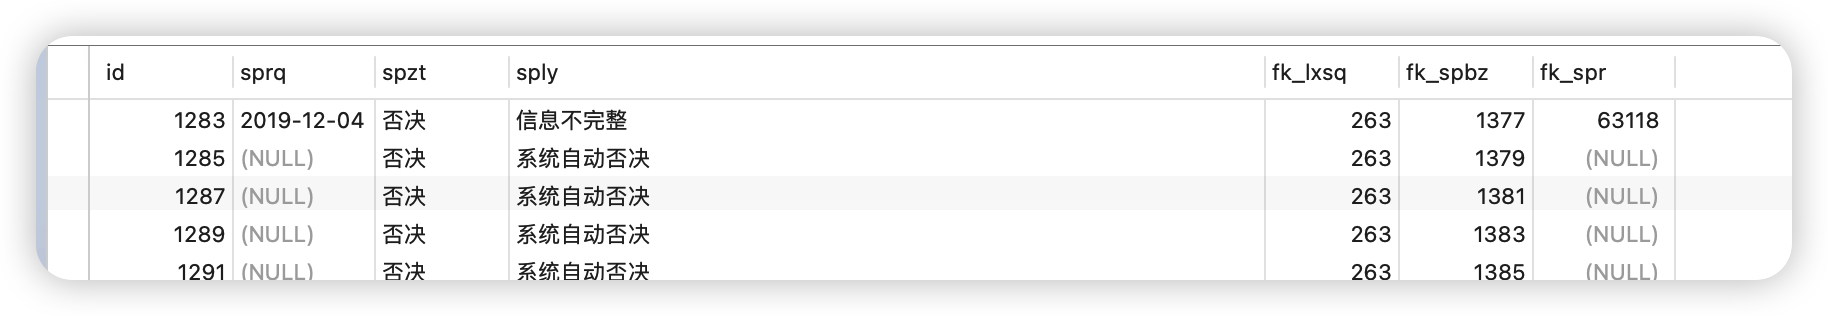 id sprq spzt sply fk_lxsq fk_spbz fk_spr
1283 2019-12-04 否决 信息不完整 263 1377 63118
1285 (NULL) 否决 系统自动否决 263 1379 (NULL)
1287 (NULL) 否决 系统自动否决 263 1381 (NULL)
1289 (NULL) 否决 系统自动否决 263 1383 (NULL)
1291 (NULL) 否决 系统自动否决 263 1385 (NULL)